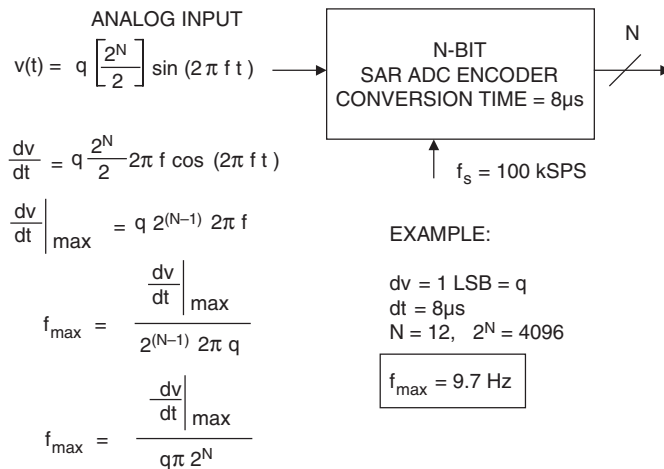 ANALOG INPUT
v(t) = q [2^N / 2] sin (2 π f t )
N-BIT
SAR ADC ENCODER
CONVERSION TIME = 8µs
N
f_s = 100 kSPS
dv/dt = q 2^N/2 2π f cos (2π f t )
dv/dt |max = q 2^(N–1) 2π f
f_max = dv/dt |max / 2^(N–1) 2π q
f_max = dv/dt |max / qπ 2^N
EXAMPLE:
dv = 1 LSB = q
dt = 8µs
N = 12, 2^N = 4096
f_max = 9.7 Hz